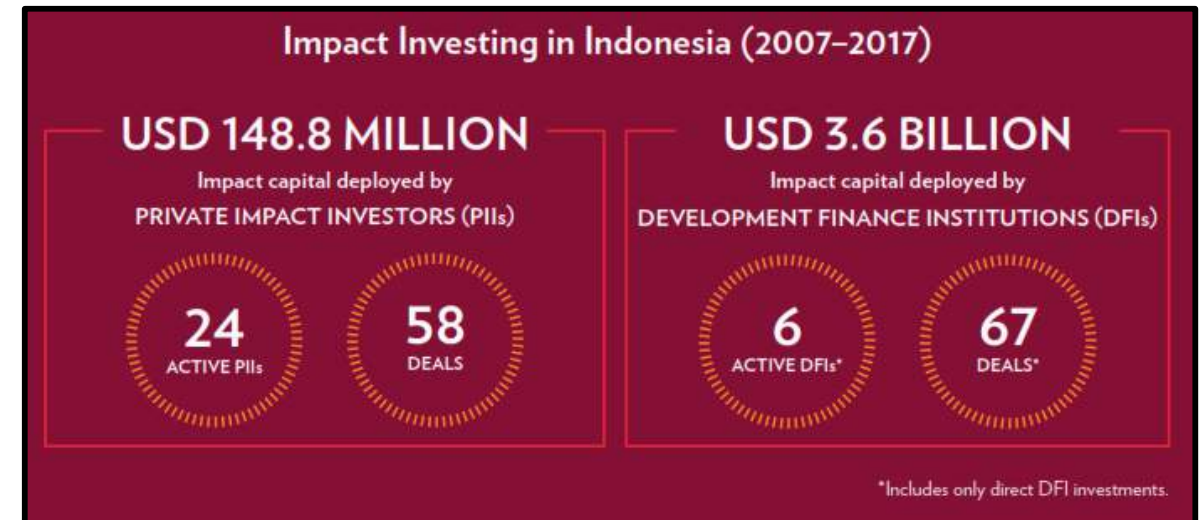 Impact Investing in Indonesia (2007–2017)
USD 148.8 MILLION
Impact capital deployed by
PRIVATE IMPACT INVESTORS (PIIs)
24
ACTIVE PIIs
58
DEALS
USD 3.6 BILLION
Impact capital deployed by
DEVELOPMENT FINANCE INSTITUTIONS (DFIs)
6
ACTIVE DFIs*
67
DEALS*
*Includes only direct DFI investments.